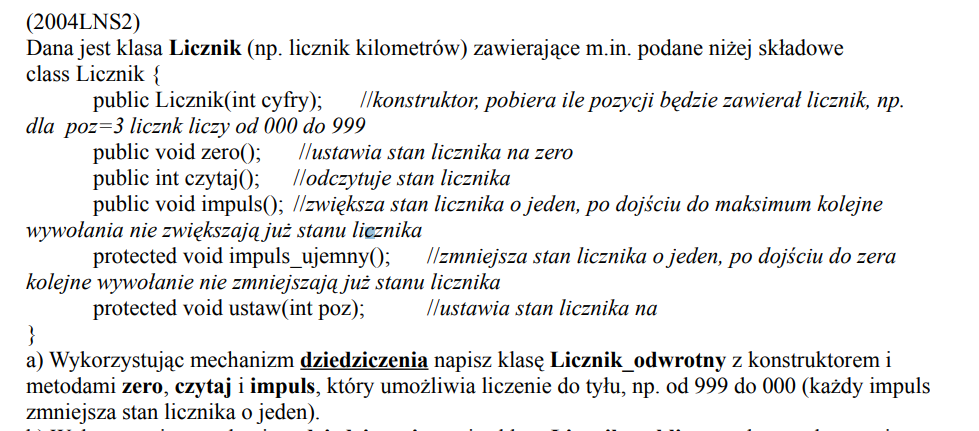 (2004LNS2)
Dana jest klasa Licznik (np. licznik kilometrów) zawierające m.in. podane niżej składowe
class Licznik {
public Licznik(int cyfry); //konstruktor, pobiera ile pozycji będzie zawierał licznik, np.
dla poz=3 licznk liczy od 000 do 999
public void zero(); //ustawia stan licznika na zero
public int czytaj(); //odczytuje stan licznika
public void impuls(); //zwiększa stan licznika o jeden, po dojściu do maksimum kolejne
wywołania nie zwiększają już stanu licznika
protected void impuls_ujemny(); //zmniejsza stan licznika o jeden, po dojściu do zera
kolejne wywołanie nie zmniejszają już stanu licznika
protected void ustaw(int poz); //ustawia stan licznika na
}
a) Wykorzystując mechanizm dziedziczenia napisz klasę Licznik_odwrotny z konstruktorem i
metodami zero, czytaj i impuls, który umożliwia liczenie do tyłu, np. od 999 do 000 (każdy impuls
zmniejsza stan licznika o jeden).